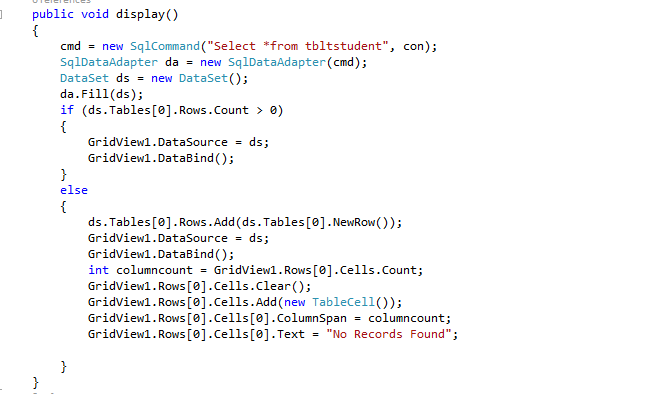 0 references
public void display()
{
cmd = new SqlCommand("Select *from tbltstudent", con);
SqlDataAdapter da = new SqlDataAdapter(cmd);
DataSet ds = new DataSet();
da.Fill(ds);
if (ds.Tables[0].Rows.Count > 0)
{
GridView1.DataSource = ds;
GridView1.DataBind();
}
else
{
ds.Tables[0].Rows.Add(ds.Tables[0].NewRow());
GridView1.DataSource = ds;
GridView1.DataBind();
int columncount = GridView1.Rows[0].Cells.Count;
GridView1.Rows[0].Cells.Clear();
GridView1.Rows[0].Cells.Add(new TableCell());
GridView1.Rows[0].Cells[0].ColumnSpan = columncount;
GridView1.Rows[0].Cells[0].Text = "No Records Found";
}
}